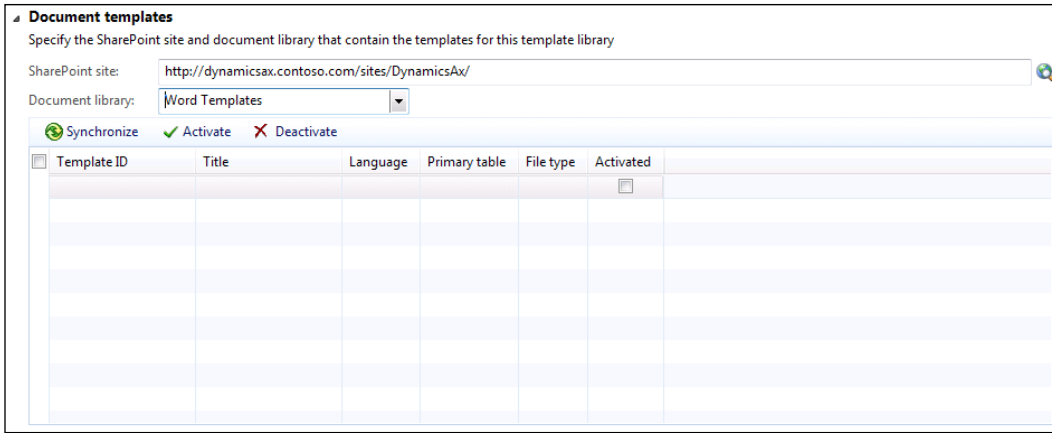 Document templates
Specify the SharePoint site and document library that contain the templates for this template library
SharePoint site: http://dynamicsax.contoso.com/sites/DynamicsAx/
Document library: Word Templates
Synchronize Activate Deactivate
Template ID Title Language Primary table File type Activated